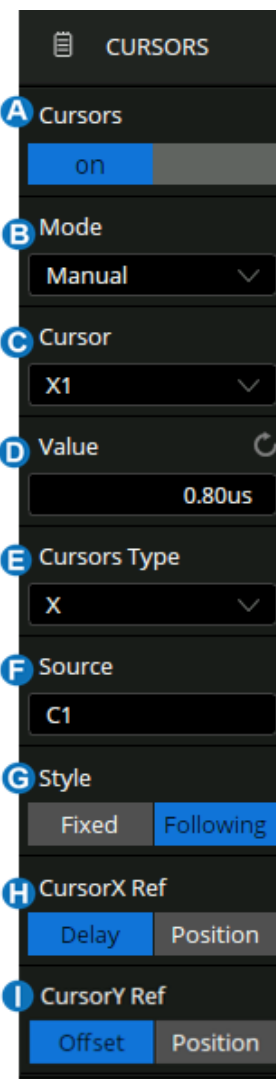 CURSORS
A Cursors
on
B Mode
Manual
C Cursor
X1
D Value
0.80us
E Cursors Type
X
F Source
C1
G Style
Fixed Following
H CursorX Ref
Delay Position
I CursorY Ref
Offset Position